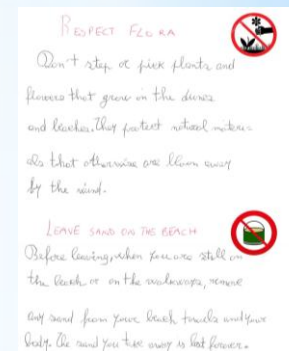 RESPECT FLORA
Don't step or pick plants and
flowers that grow in the dunes
and beaches. They protect natural materi-
als that otherwise are blown away
by the wind.
LEAVE SAND ON THE BEACH
Before leaving, when you are still on
the beach or on the walkways, remove
any sand from your beach towels and your
body. The sand you take away is lost forever.